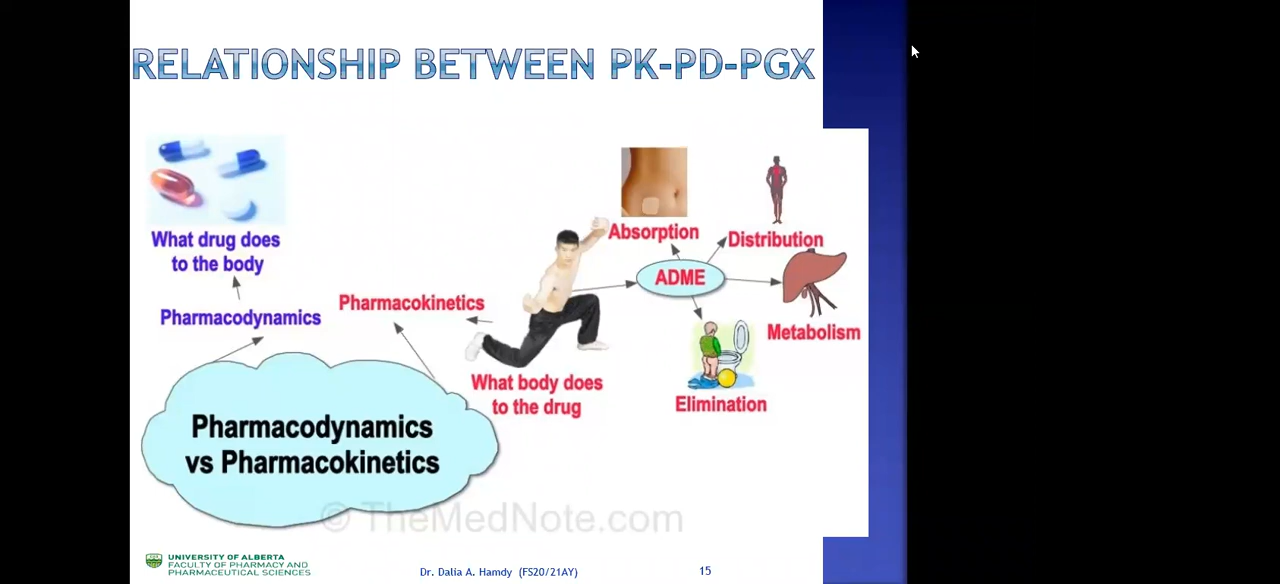 RELATIONSHIP BETWEEN PK-PD-PGX
What drug does
to the body
Pharmacodynamics
Pharmacokinetics
What body does
to the drug
Absorption
Distribution
ADME
Metabolism
Elimination
Pharmacodynamics
vs Pharmacokinetics
© TheMedNote.com
UNIVERSITY OF ALBERTA
FACULTY OF PHARMACY AND
PHARMACEUTICAL SCIENCES
Dr. Dalia A. Hamdy (FS20/21AY)
15